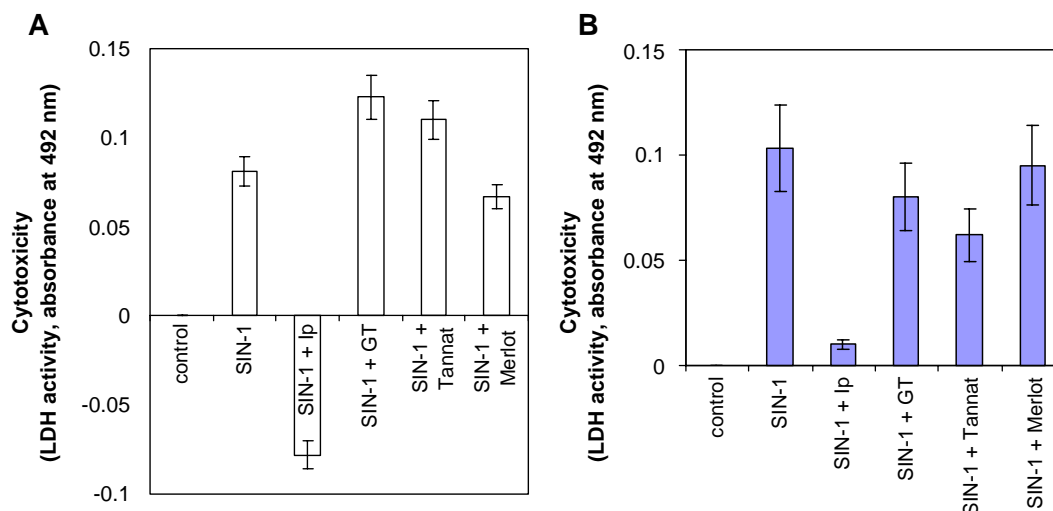 A
Cytotoxicity
(LDH activity, absorbance at 492 nm)
0.15
0.1
0.05
0
-0.05
-0.1
control
SIN-1
SIN-1 + Ip
SIN-1 + GT
SIN-1 +
Tannat
SIN-1 +
Merlot
B
Cytotoxicity
(LDH activity, absorbance at 492 nm)
0.15
0.1
0.05
0
control
SIN-1
SIN-1 + Ip
SIN-1 + GT
SIN-1 + Tannat
SIN-1 + Merlot